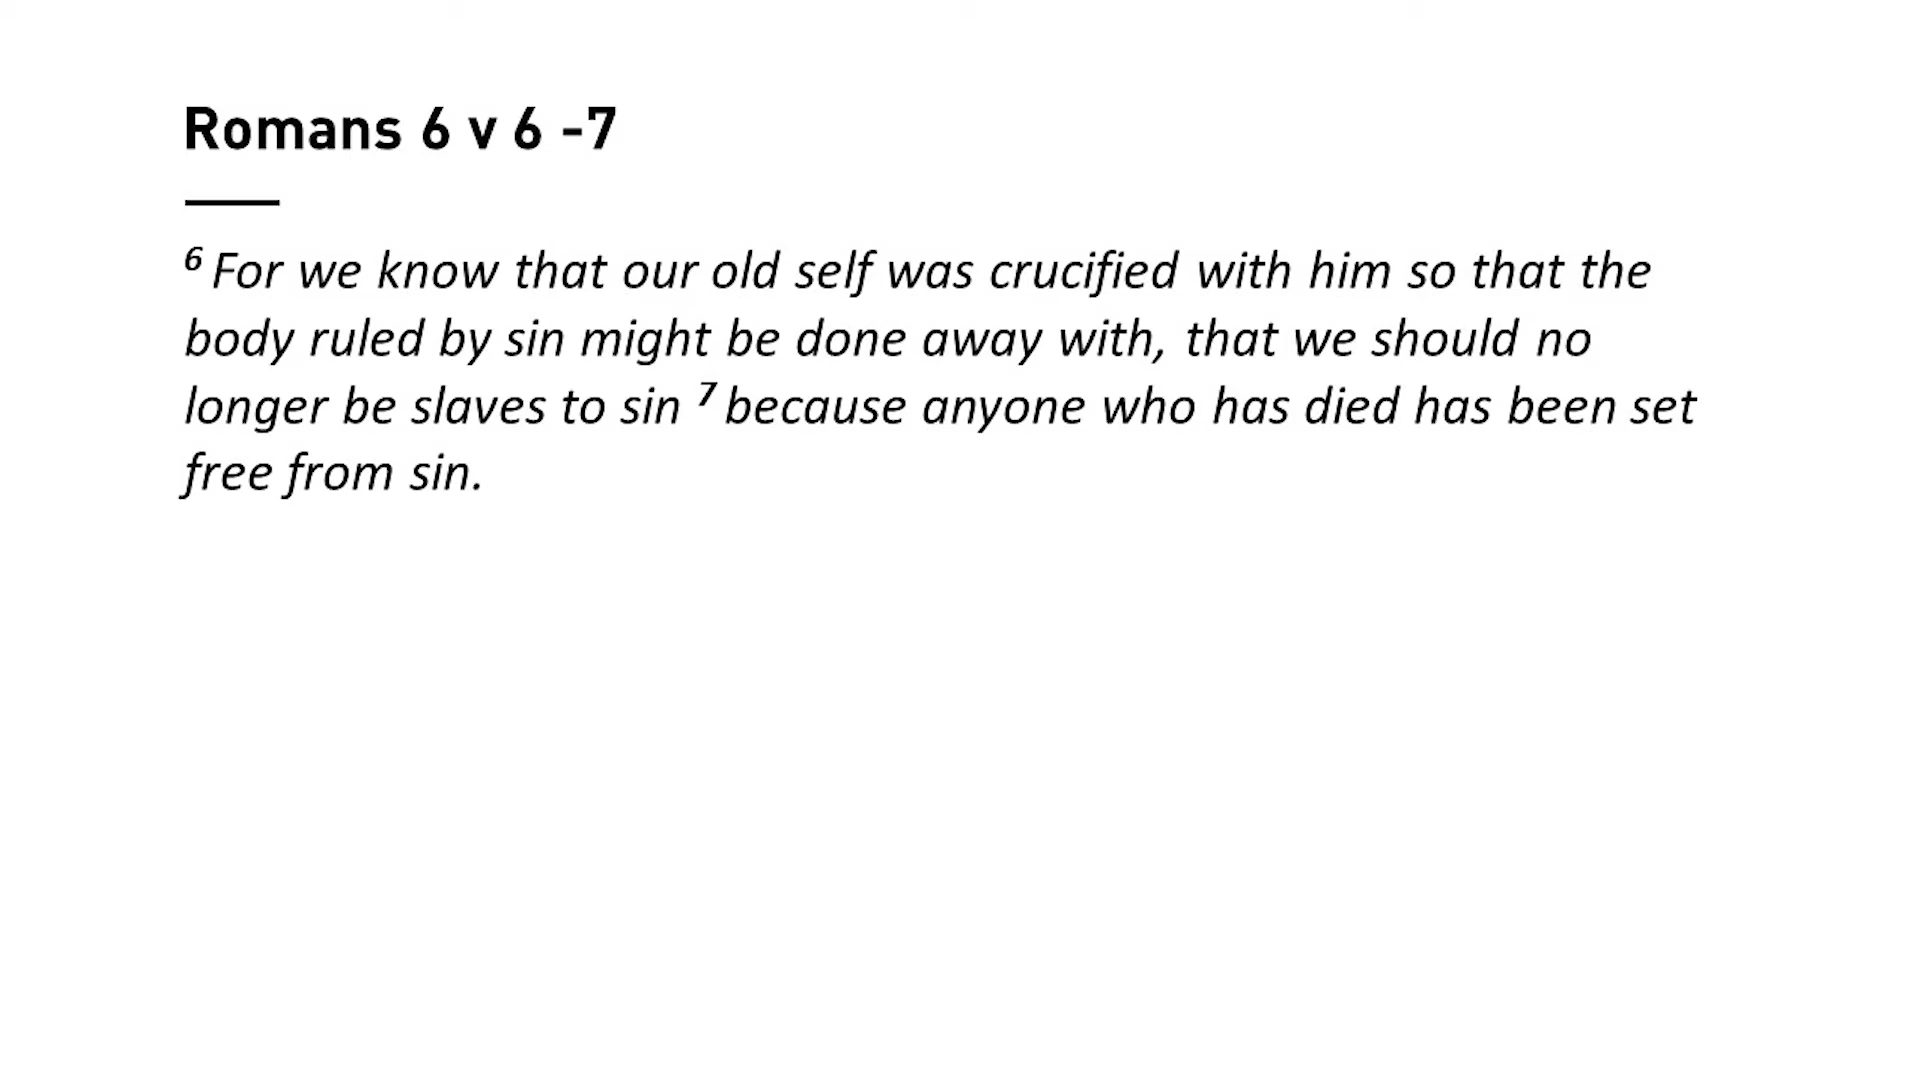 Romans 6 v 6 -7
⁶ For we know that our old self was crucified with him so that the
body ruled by sin might be done away with, that we should no
longer be slaves to sin ⁷ because anyone who has died has been set
free from sin.